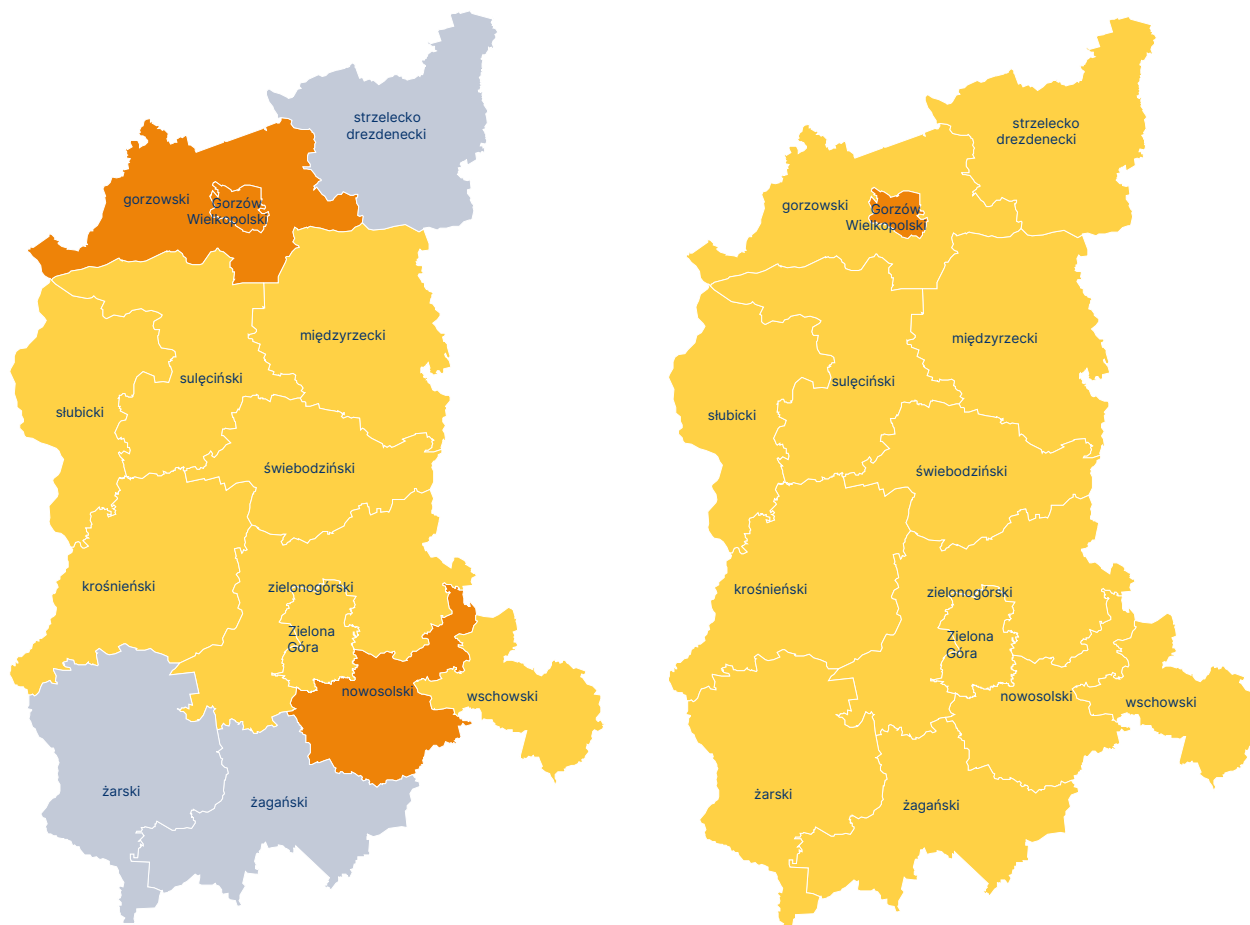 strzelecko
drezdenecki
gorzowski
Gorzów
Wielkopolski
międzyrzecki
sulęciński
słubicki
świebodziński
krośnieński
zielonogórski
Zielona
Góra
nowosolski
wschowski
żarski
żagański
strzelecko
drezdenecki
gorzowski
Gorzów
Wielkopolski
międzyrzecki
sulęciński
słubicki
świebodziński
krośnieński
zielonogórski
Zielona
Góra
nowosolski
wschowski
żarski
żagański